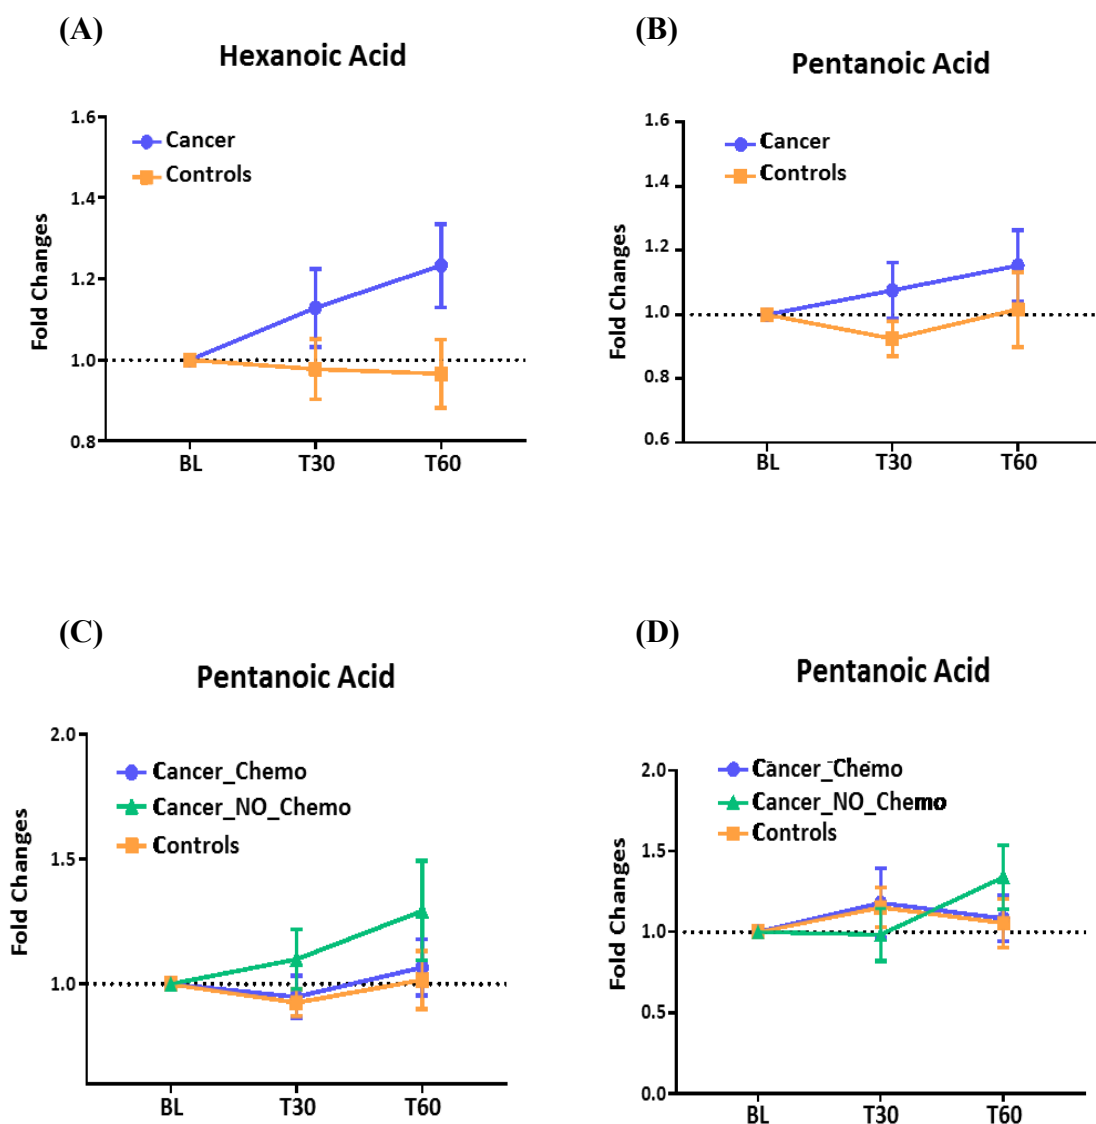 (A)
Hexanoic Acid
Cancer
Controls
Fold Changes
1.6
1.4
1.2
1.0
0.8
BL T30 T60
(B)
Pentanoic Acid
Cancer
Controls
Fold Changes
1.6
1.4
1.2
1.0
0.8
0.6
BL T30 T60
(C)
Pentanoic Acid
Cancer_Chemo
Cancer_NO_Chemo
Controls
Fold Changes
2.0
1.5
1.0
BL T30 T60
(D)
Pentanoic Acid
Cancer_Chemo
Cancer_NO_Chemo
Controls
Fold Changes
2.0
1.5
1.0
0.5
0.0
BL T30 T60